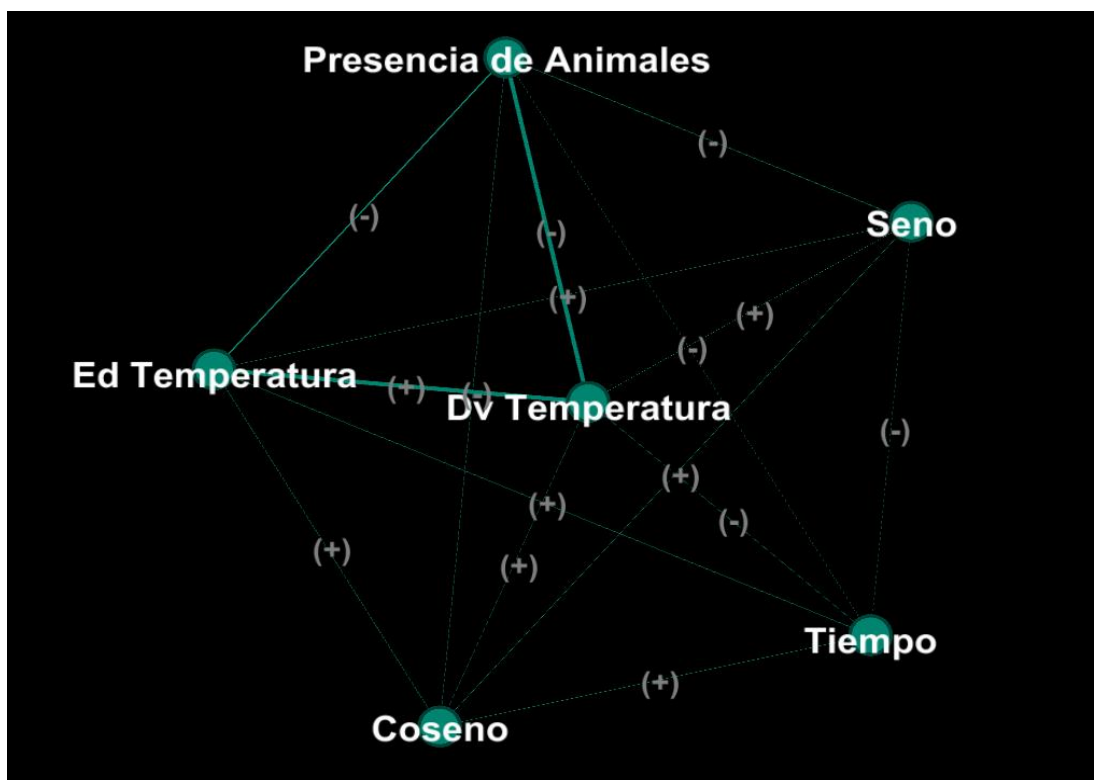 Presencia de Animales
(-)
Seno
(-)
(-)
(+)
(+)
(-)
Ed Temperatura
(+)
(-)
Dv Temperatura
(-)
(+)
(+)
(-)
(+)
(+)
Tiempo
(+)
Coseno